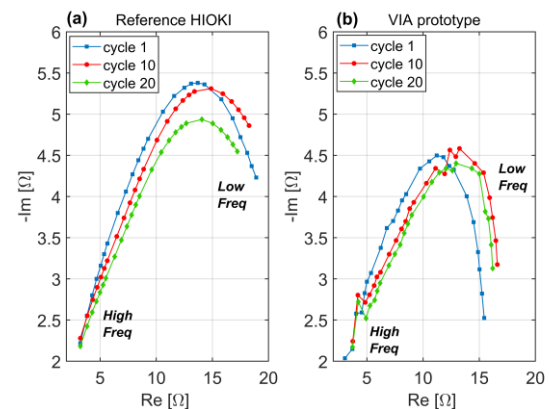 (a) Reference HIOKI
6
5.5
5
4.5
4
3.5
3
2.5
2
-Im [Ω]
cycle 1
cycle 10
cycle 20
Low
Freq
High
Freq
5 10 15 20
Re [Ω]
(b) VIA prototype
6
5.5
5
4.5
4
3.5
3
2.5
2
-Im [Ω]
cycle 1
cycle 10
cycle 20
Low
Freq
High
Freq
5 10 15 20
Re [Ω]